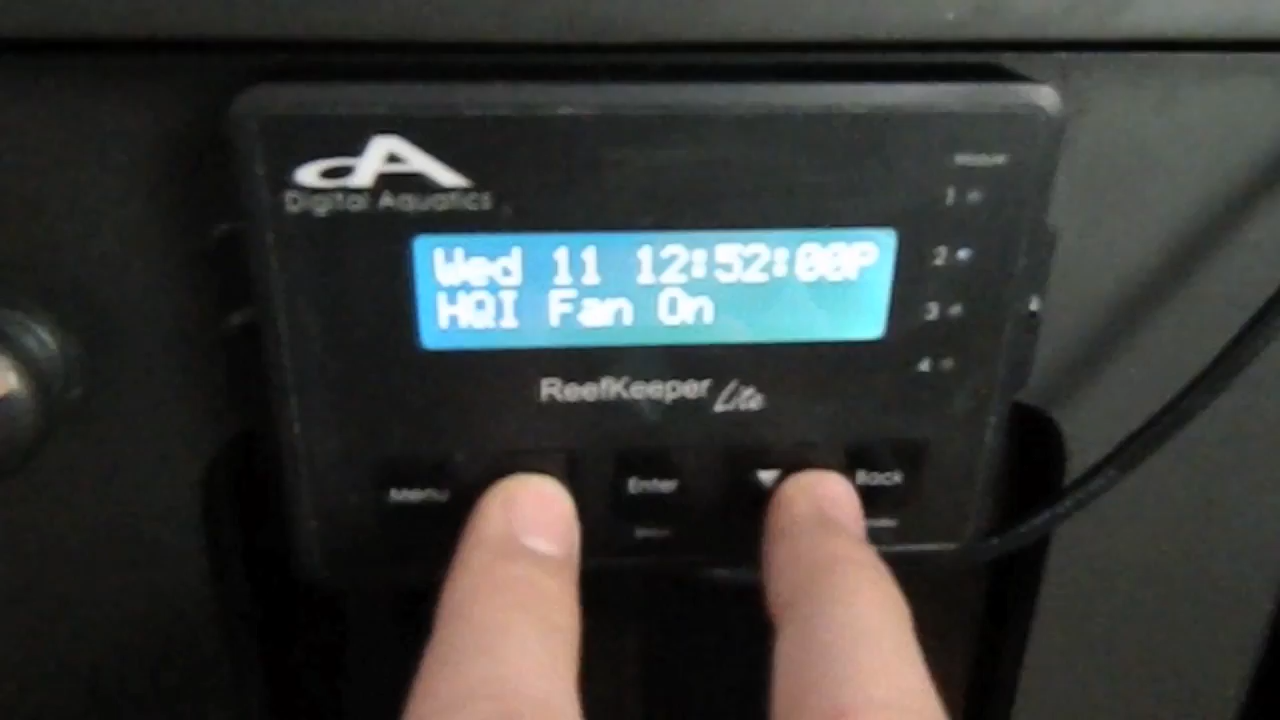 dA
Digital Aquatics
1
Wed 11 12:52:00P
2
HQI Fan On
3
4
ReefKeeper Lite
Menu
Enter
Back